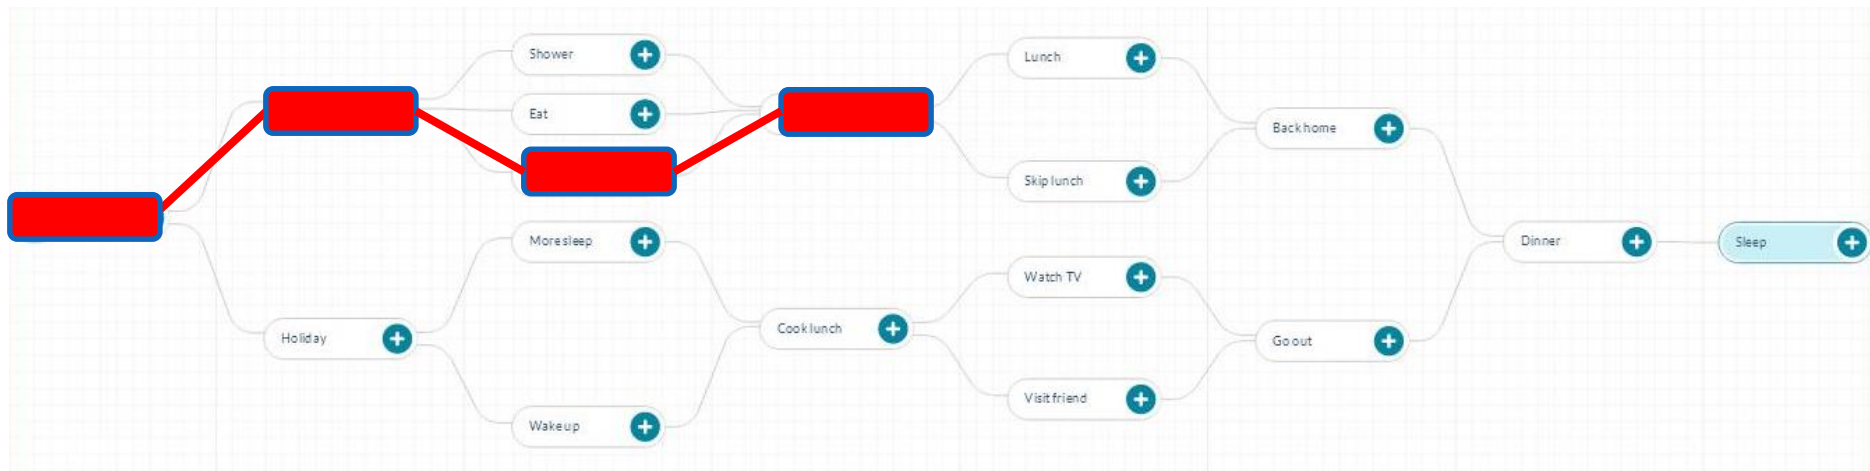 Shower
Eat
Lunch
Skip lunch
Back home
More sleep
Watch TV
Dinner
Sleep
Holiday
Cook lunch
Go out
Visit friend
Wake up